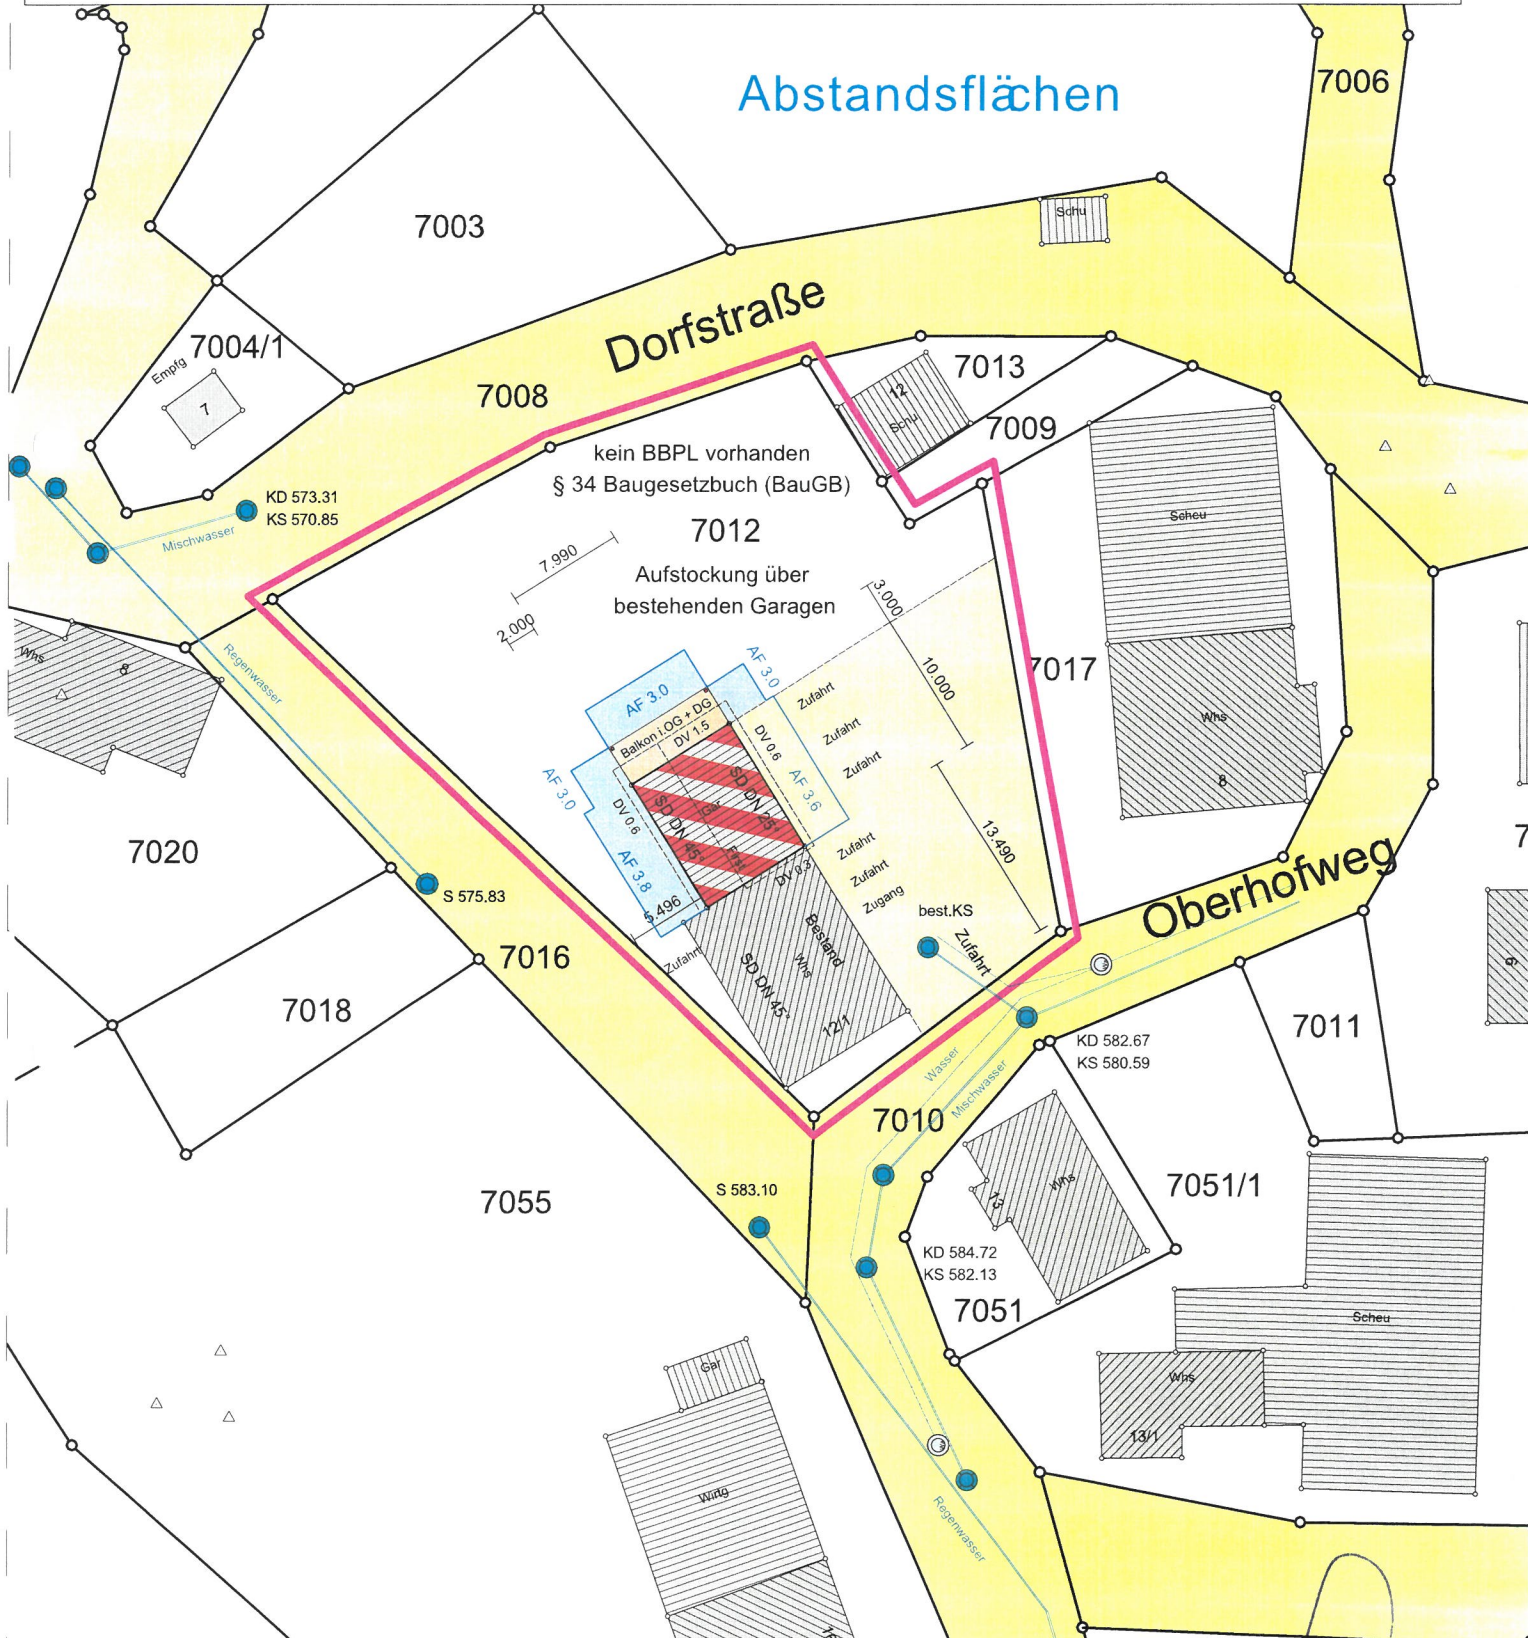 Abstandsflächen
7006
7003
Schu
Dorfstraße
7004/1
Empfg
7
7008
7013
12
Schu
7009
kein BBPL vorhanden
§ 34 Baugesetzbuch (BauGB)
KD 573.31
KS 570.85
Mischwasser
7012
Scheu
7.990
Aufstockung über
bestehenden Garagen
3.000
2.000
Whs
8
Regenwasser
AF 3.0
AF 3.0
10.000
7017
Zufahrt
Balkon i.OG + DG
DV 1.5
Whs
DV 0.6
Zufahrt
Zufahrt
AF 3.0
SD DN 25°
AF 3.6
8
DV 0.6
SD DN 45°
Gar
First
13.490
7020
AF 3.8
DV 0.3
Zufahrt
Zufahrt
Zugang
Oberhofweg
7
S 575.83
5.496
best.KS
Bestand
Whs
Zufahrt
Zufahrt
7016
SD DN 45°
9
7018
12/1
7011
KD 582.67
KS 580.59
Wasser
Mischwasser
7010
7055
S 583.10
13
Whs
7051/1
KD 584.72
KS 582.13
7051
Scheu
Gar
Whs
13/1
Wirtg
Regenwasser